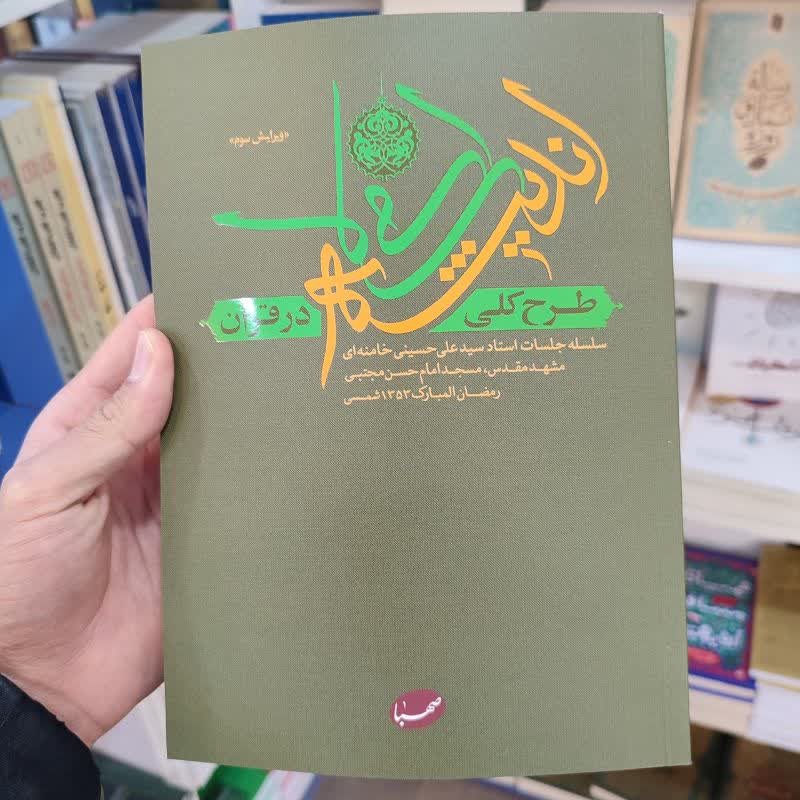 «ویرایش سوم»
طرح کلی
اندیشه اسلامی
در قرآن
سلسله جلسات استاد سید علی حسینی خامنه‌ای
مشهد مقدس، مسجد امام حسن مجتبی
رمضان المبارک ۱۳۵۳ شمسی
صهبا